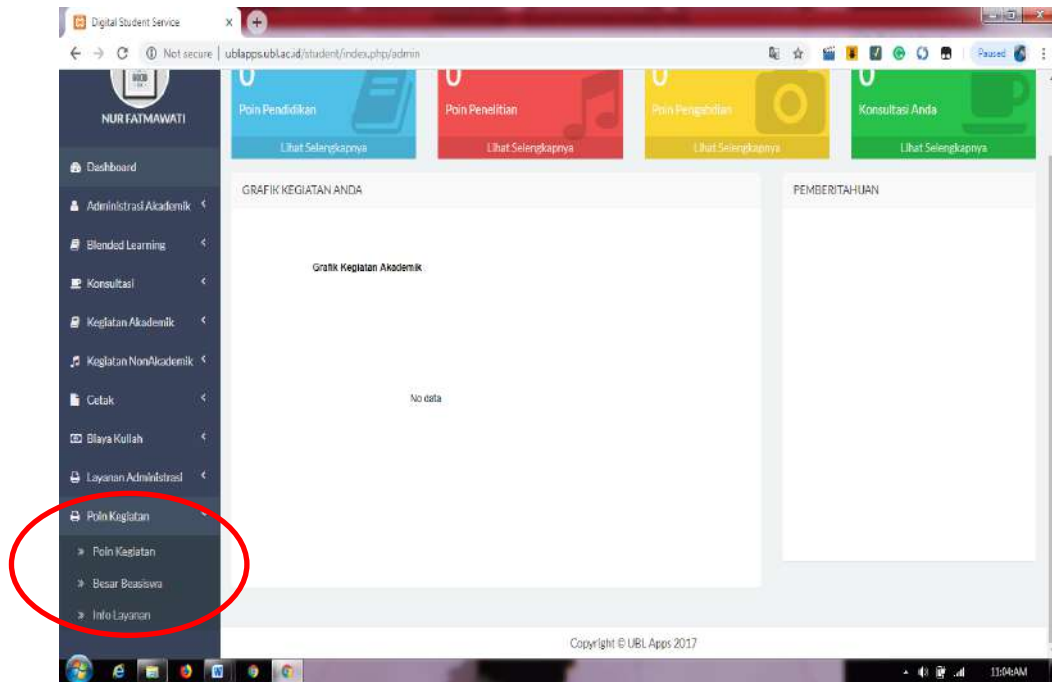 Digital Student Service
Not secure | ublapps.ubl.ac.id/student/index.php/admin
Paused
NUR FATMAWATI
Dashboard
Administrasi Akademik
Blended Learning
Konsultasi
Kegiatan Akademik
Kegiatan NonAkademik
Cetak
Biaya Kuliah
Layanan Administrasi
Poin Kegiatan
Poin Kegiatan
Besar Beasiswa
Info Layanan
0
Poin Pendidikan
Lihat Selengkapnya
0
Poin Penelitian
Lihat Selengkapnya
0
Poin Pengabdian
Lihat Selengkapnya
0
Konsultasi Anda
Lihat Selengkapnya
GRAFIK KEGIATAN ANDA
Grafik Kegiatan Akademik
No data
PEMBERITAHUAN
Copyright © UBL Apps 2017
11:04AM